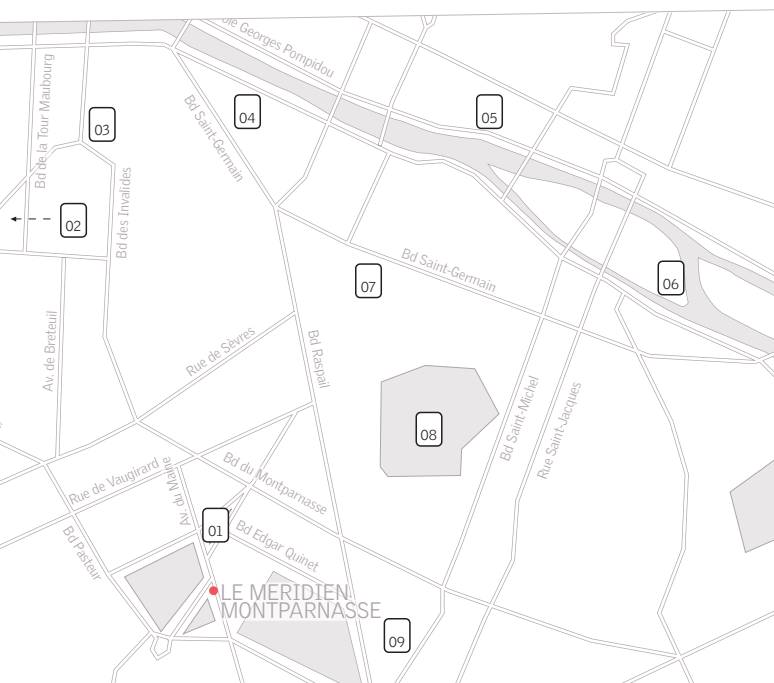 oie Georges Pompidou
Bd de la Tour Maubourg
03
04
05
Bd Saint-Germain
02
Bd des Invalides
07
Bd Saint-Germain
06
Av. de Breteuil
Rue de Sèvres
Bd Raspail
08
Bd Saint-Michel
Rue Saint-Jacques
Rue de Vaugirard
Av. du Maine
Bd du Montparnasse
Bd Pasteur
01
Bd Edgar Quinet
LE MERIDIEN
MONTPARNASSE
09